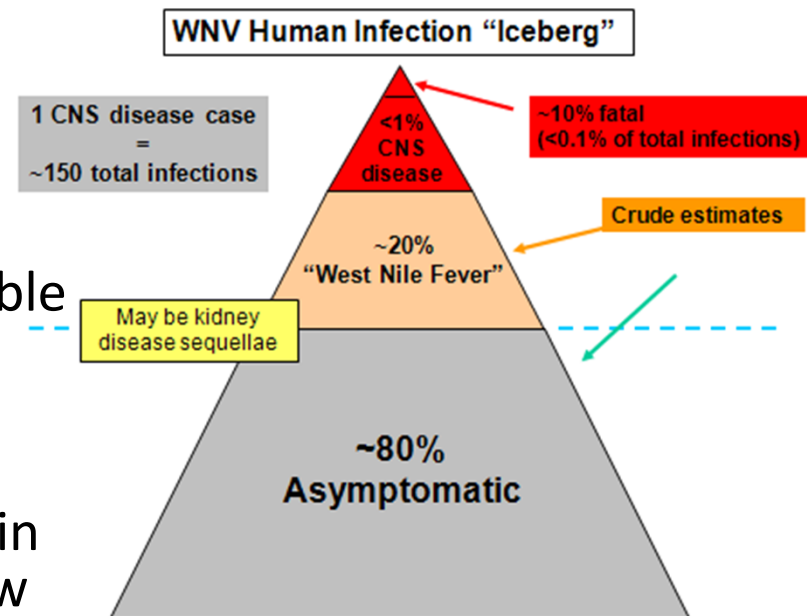 WNV Human Infection “Iceberg”
1 CNS disease case
=
~150 total infections
<1%
CNS
disease
~10% fatal
(<0.1% of total infections)
~20%
“West Nile Fever”
Crude estimates
ble
May be kidney
disease sequellae
~80%
Asymptomatic
in
w